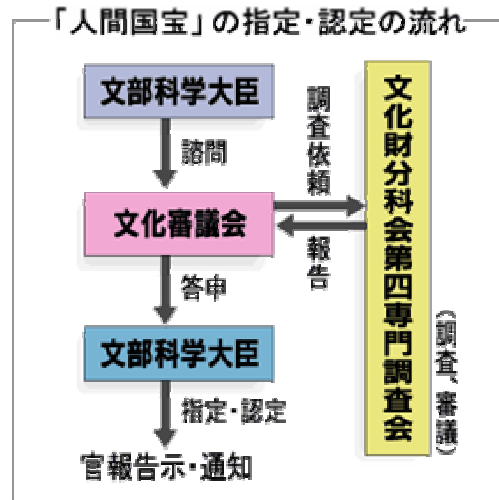 「人間国宝」の指定・認定の流れ
文部科学大臣
諮問
文化審議会
調査依頼
報告
文化財分科会第四専門調査会
（調査、審議）
答申
文部科学大臣
指定・認定
官報告示・通知